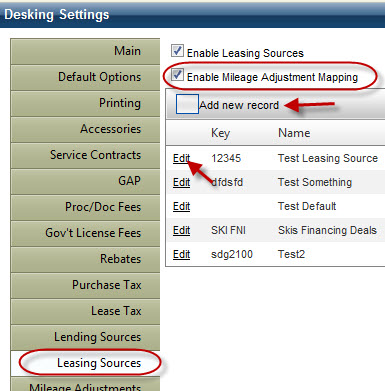 Desking Settings
Main
Default Options
Printing
Accessories
Service Contracts
GAP
Proc/Doc Fees
Gov't License Fees
Rebates
Purchase Tax
Lease Tax
Lending Sources
Leasing Sources
Mileage Adjustments
Enable Leasing Sources
Enable Mileage Adjustment Mapping
Add new record
Key Name
Edit 12345 Test Leasing Source
Edit dfdsfd Test Something
Edit Test Default
Edit SKI FNI Skis Financing Deals
Edit sdg2100 Test2